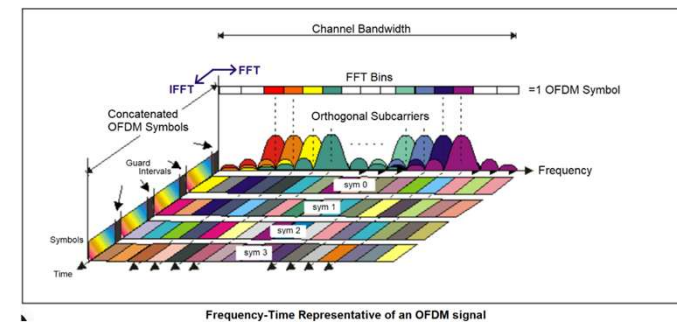 Channel Bandwidth
FFT
IFFT
FFT Bins
=1 OFDM Symbol
Concatenated
OFDM Symbols
Orthogonal Subcarriers
Guard
Intervals
Frequency
sym 0
sym 1
sym 2
sym 3
Symbols
Time
Frequency-Time Representative of an OFDM signal